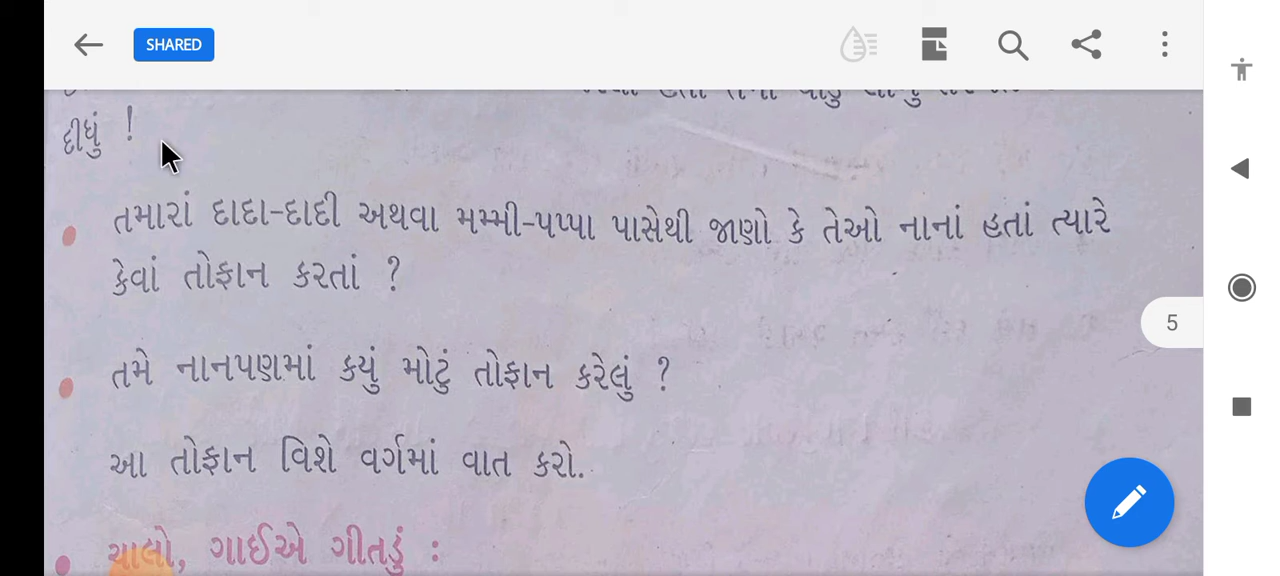 SHARED
દીધું !
તમારાં દાદા-દાદી અથવા મમ્મી-પપ્પા પાસેથી જાણો કે તેઓ નાનાં હતાં ત્યારે
કેવાં તોફાન કરતાં ?
5
તમે નાનપણમાં કયું મોટું તોફાન કરેલું ?
આ તોફાન વિશે વર્ગમાં વાત કરો.
ચાલો, ગાઈએ ગીતડું :